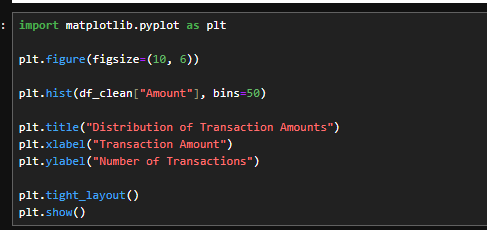 :
import matplotlib.pyplot as plt
plt.figure(figsize=(10, 6))
plt.hist(df_clean["Amount"], bins=50)
plt.title("Distribution of Transaction Amounts")
plt.xlabel("Transaction Amount")
plt.ylabel("Number of Transactions")
plt.tight_layout()
plt.show()